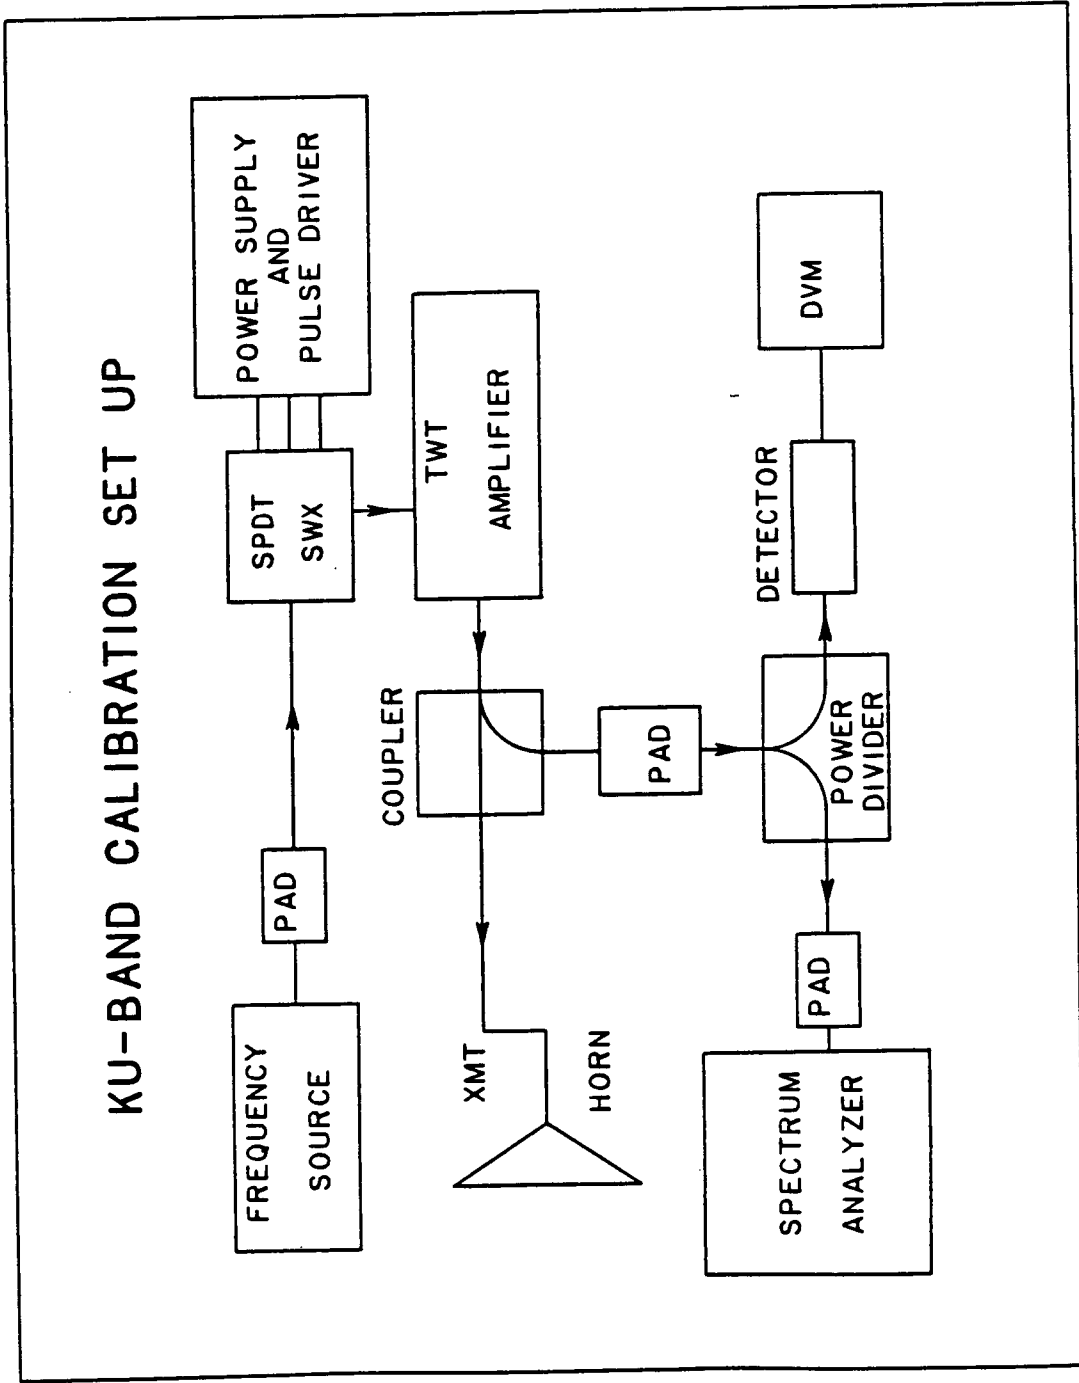 KU-BAND CALIBRATION SET UP
FREQUENCY
SOURCE
PAD
SPDT
SWX
POWER SUPPLY
AND
PULSE DRIVER
XMT
HORN
COUPLER
TWT
AMPLIFIER
PAD
SPECTRUM
ANALYZER
PAD
POWER
DIVIDER
DETECTOR
DVM